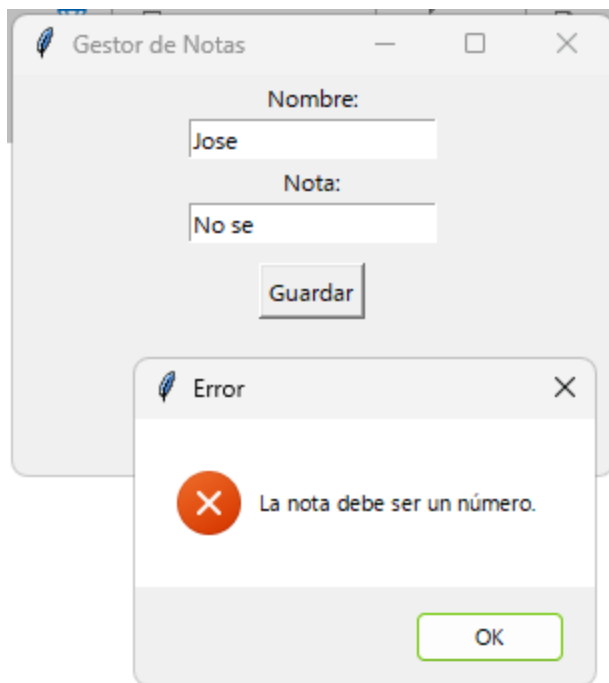 Gestor de Notas
Nombre:
Jose
Nota:
No se
Guardar
Error
La nota debe ser un número.
OK